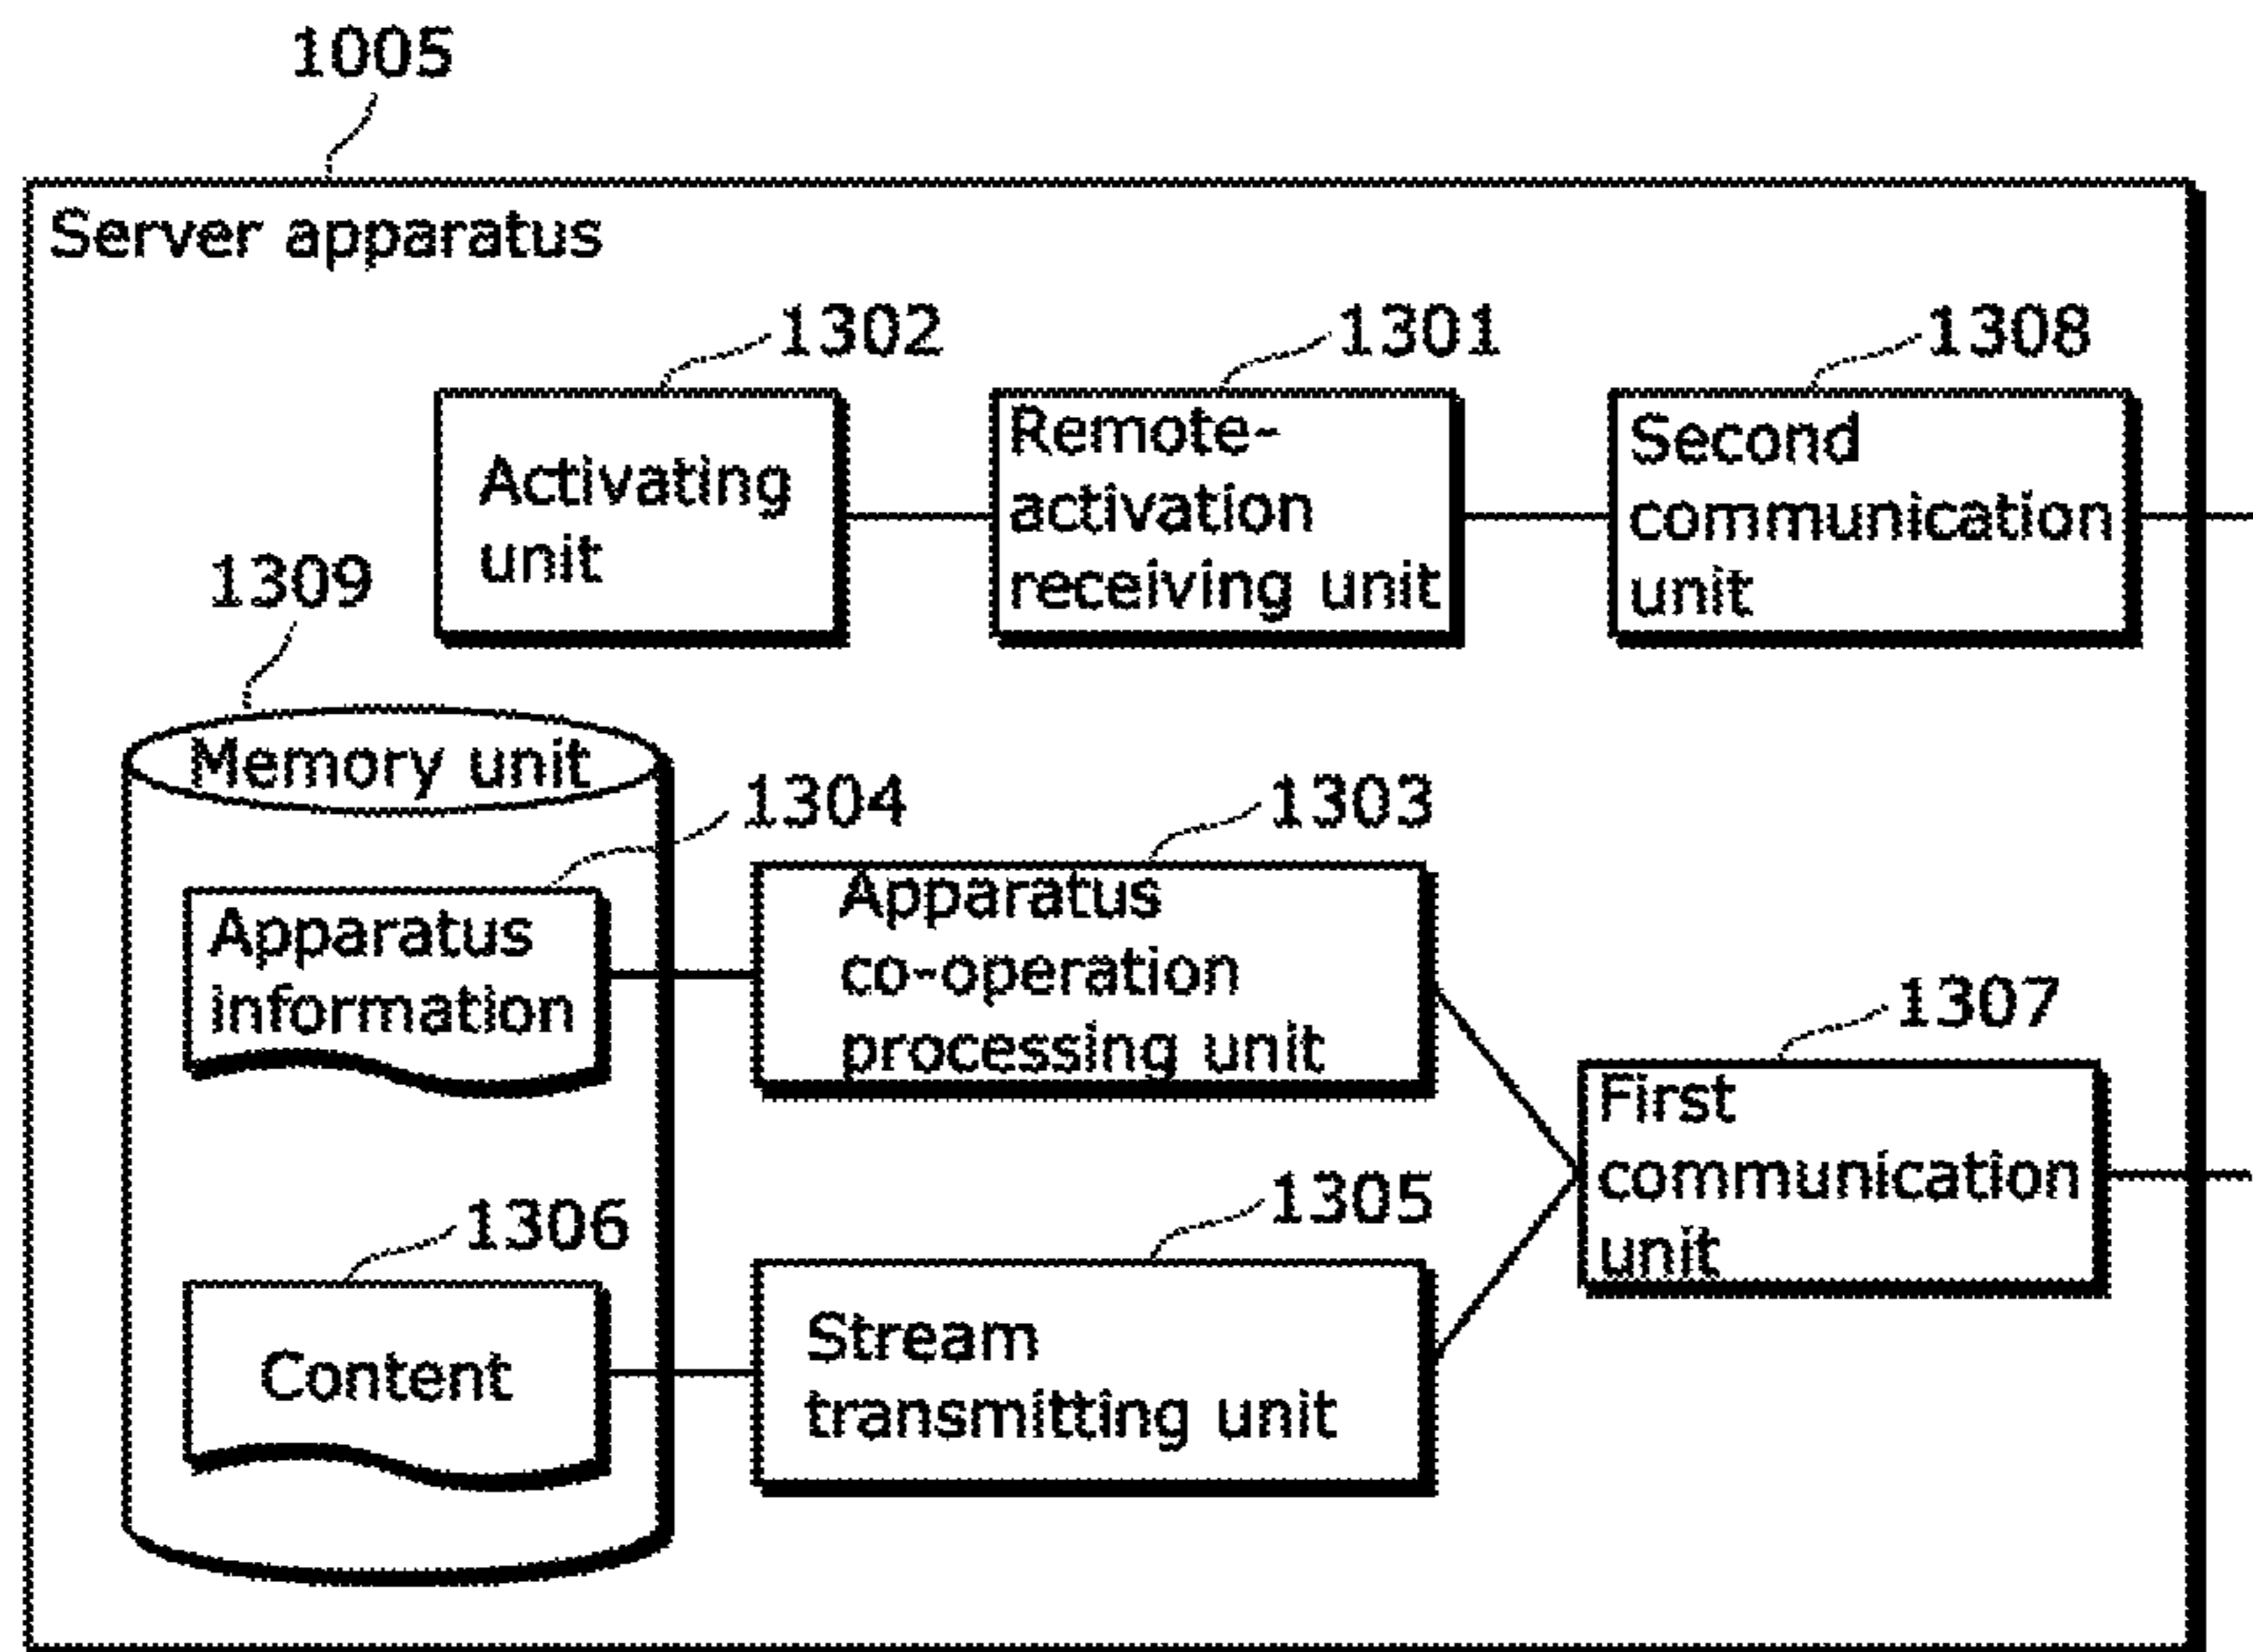 1005
Server apparatus
1302
1301
1308
Activating
unit
Remote-
activation
receiving unit
Second
communication
unit
1309
Memory unit
1304
1303
Apparatus
information
Apparatus
co-operation
processing unit
1307
First
communication
unit
1306
1305
Content
Stream
transmitting unit